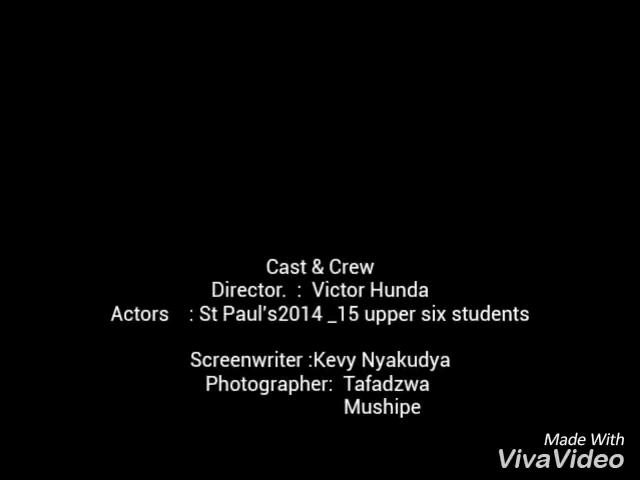 Cast & Crew
Director.  :  Victor Hunda
Actors    : St Paul's2014 _15 upper six students
Screenwriter :Kevy Nyakudya
Photographer:  Tafadzwa
Mushipe
Made With
VivaVideo